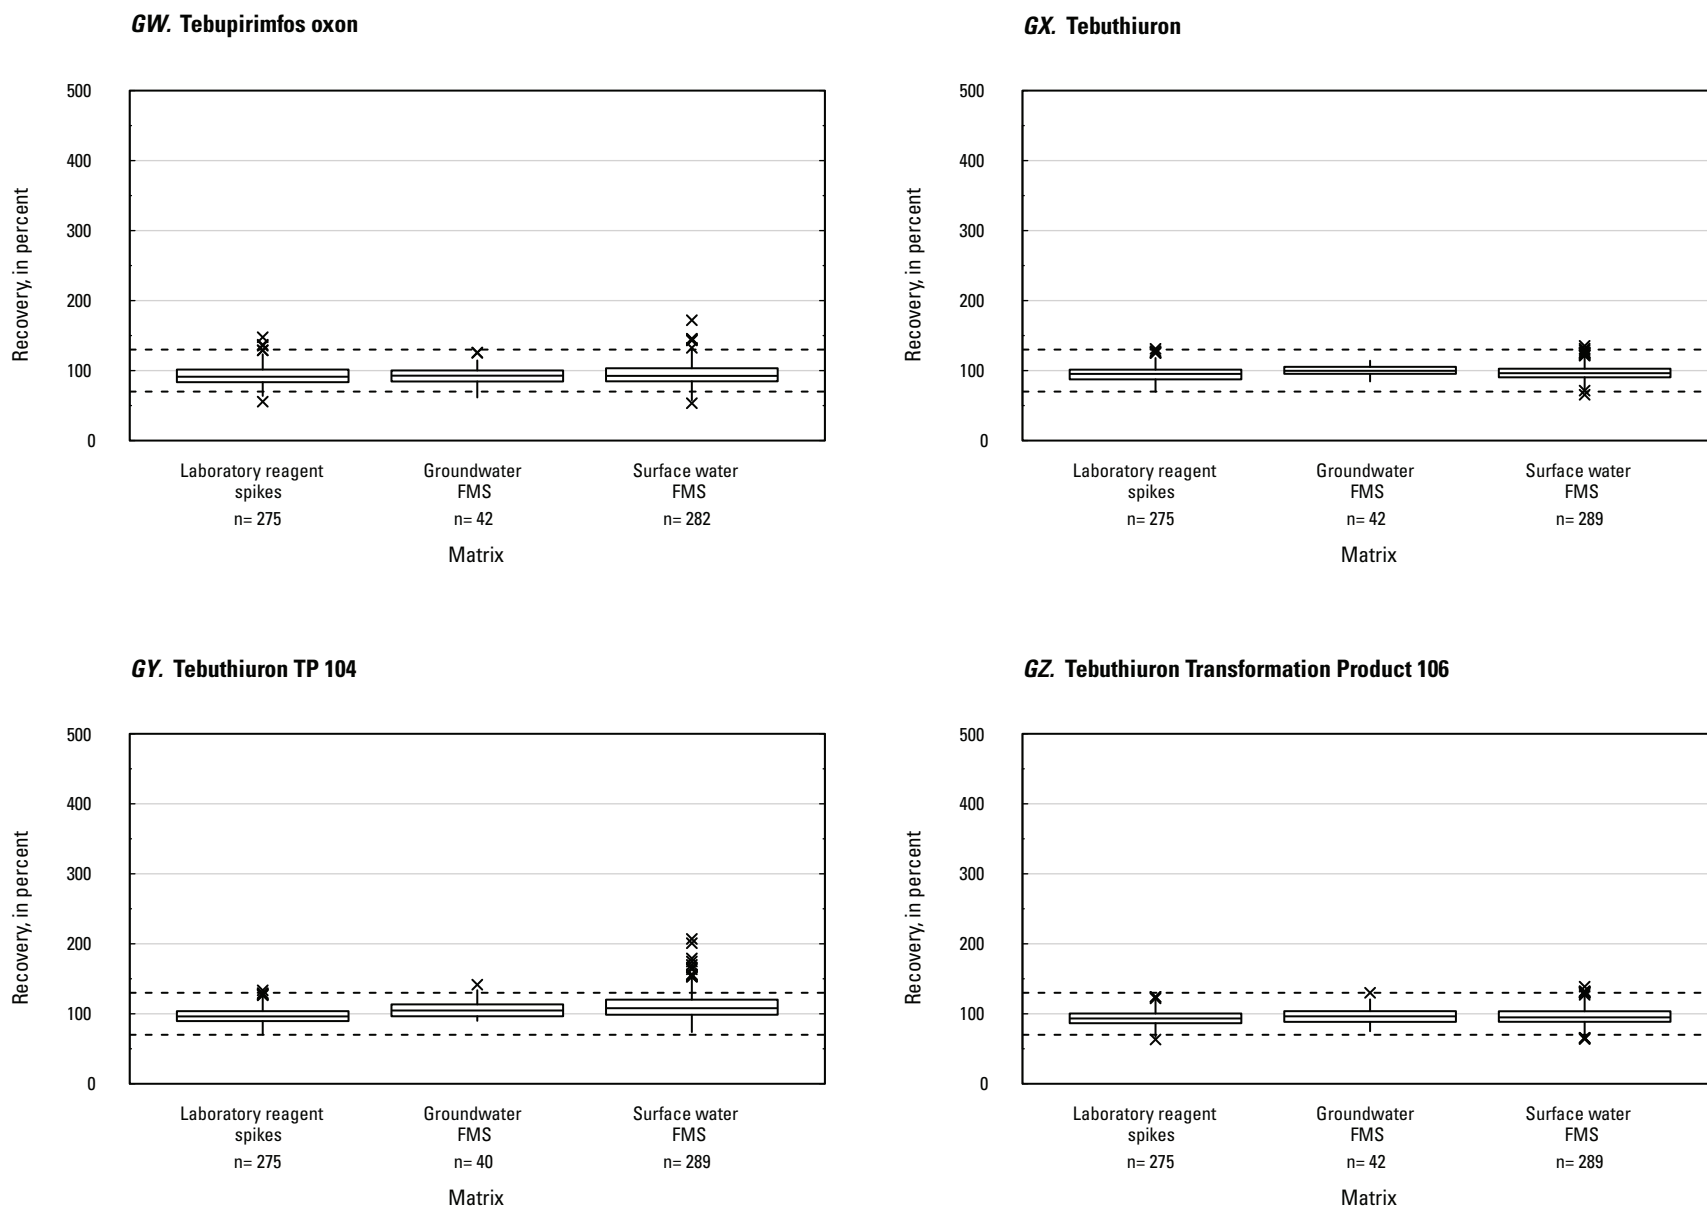 GW. Tebupirimfos oxon
500
400
300
200
100
0
Recovery, in percent
Laboratory reagent
spikes
n= 275
Groundwater
FMS
n= 42
Surface water
FMS
n= 282
Matrix
GX. Tebuthiuron
500
400
300
200
100
0
Recovery, in percent
Laboratory reagent
spikes
n= 275
Groundwater
FMS
n= 42
Surface water
FMS
n= 289
Matrix
GY. Tebuthiuron TP 104
500
400
300
200
100
0
Recovery, in percent
Laboratory reagent
spikes
n= 275
Groundwater
FMS
n= 40
Surface water
FMS
n= 289
Matrix
GZ. Tebuthiuron Transformation Product 106
500
400
300
200
100
0
Recovery, in percent
Laboratory reagent
spikes
n= 275
Groundwater
FMS
n= 42
Surface water
FMS
n= 289
Matrix